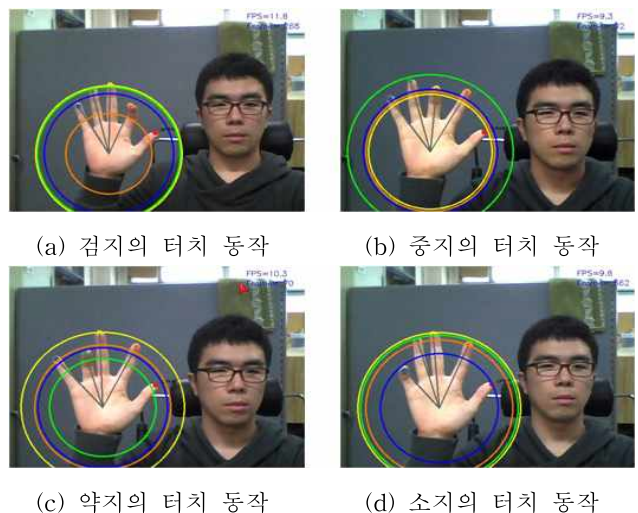 FPS=11.8
FPS=9.3
(a) 검지의 터치 동작
(b) 중지의 터치 동작
FPS=10.3
FPS=9.8
(c) 약지의 터치 동작
(d) 소지의 터치 동작